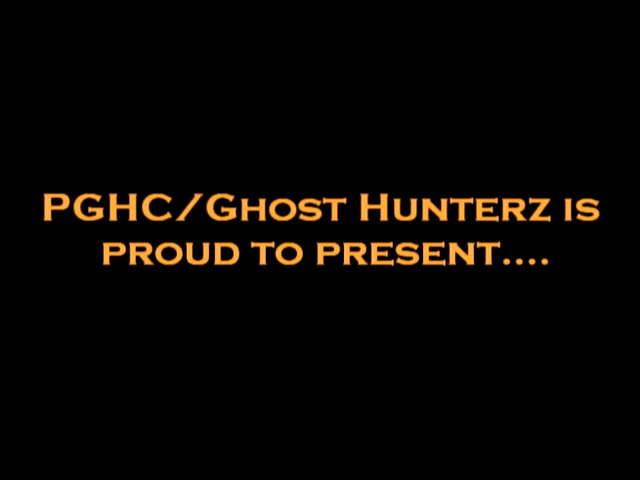 PGHC/Ghost Hunterz is
proud to present....